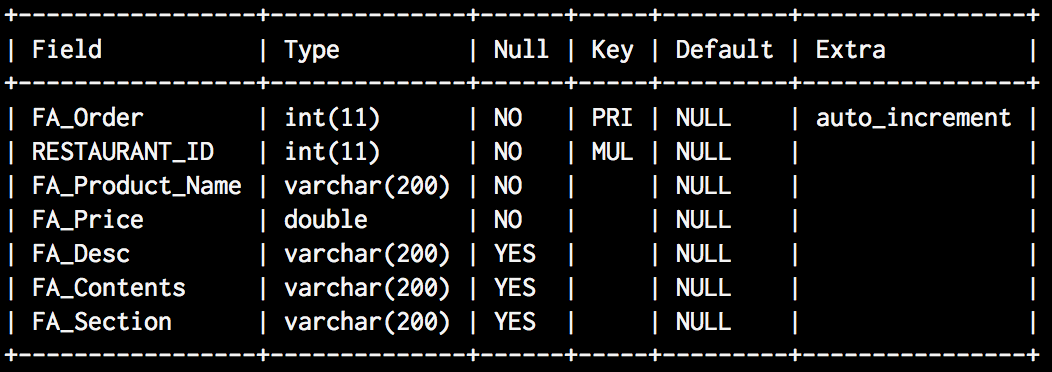 +-----------------+--------------+------+-----+---------+----------------+
| Field           | Type         | Null | Key | Default | Extra          |
+-----------------+--------------+------+-----+---------+----------------+
| FA_Order        | int(11)      | NO   | PRI | NULL    | auto_increment |
| RESTAURANT_ID   | int(11)      | NO   | MUL | NULL    |                |
| FA_Product_Name | varchar(200) | NO   |     | NULL    |                |
| FA_Price        | double       | NO   |     | NULL    |                |
| FA_Desc         | varchar(200) | YES  |     | NULL    |                |
| FA_Contents     | varchar(200) | YES  |     | NULL    |                |
| FA_Section      | varchar(200) | YES  |     | NULL    |                |
+-----------------+--------------+------+-----+---------+----------------+